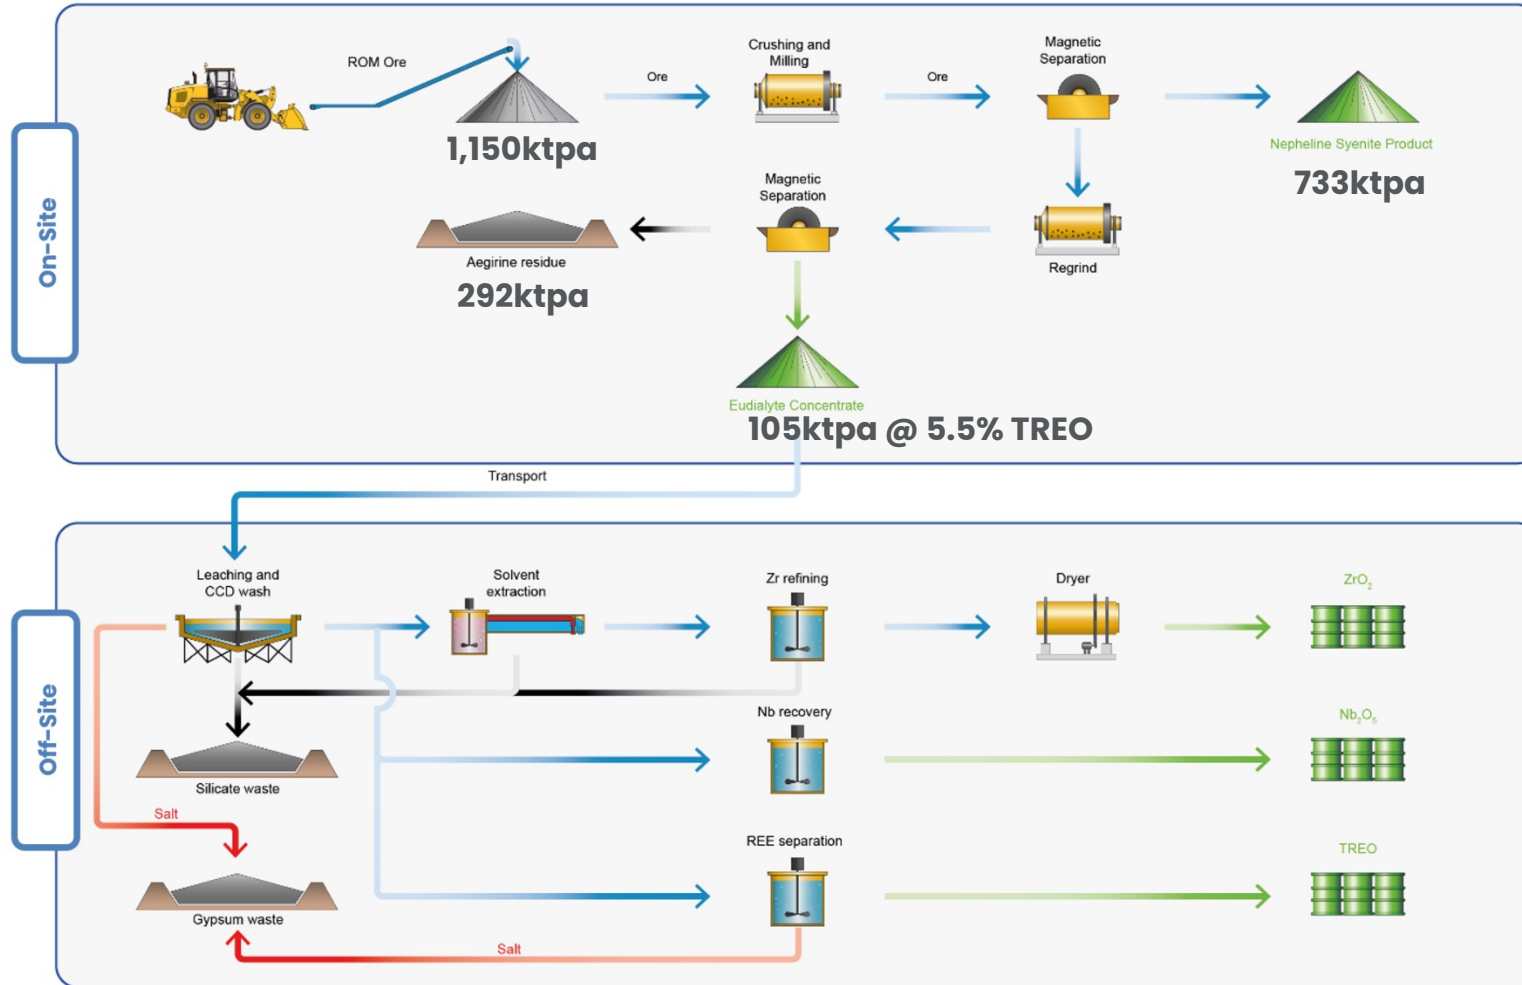 On-Site
ROM Ore
1,150ktpa
Ore
Crushing and
Milling
Ore
Magnetic
Separation
Nepheline Syenite Product
733ktpa
Regrind
Magnetic
Separation
Aegirine residue
292ktpa
Eudialyte Concentrate
105ktpa @ 5.5% TREO
Transport
Off-Site
Leaching and
CCD wash
Solvent
extraction
Zr refining
Dryer
ZrO₂
Silicate waste
Nb recovery
Nb₂O₅
Salt
Gypsum waste
REE separation
TREO
Salt